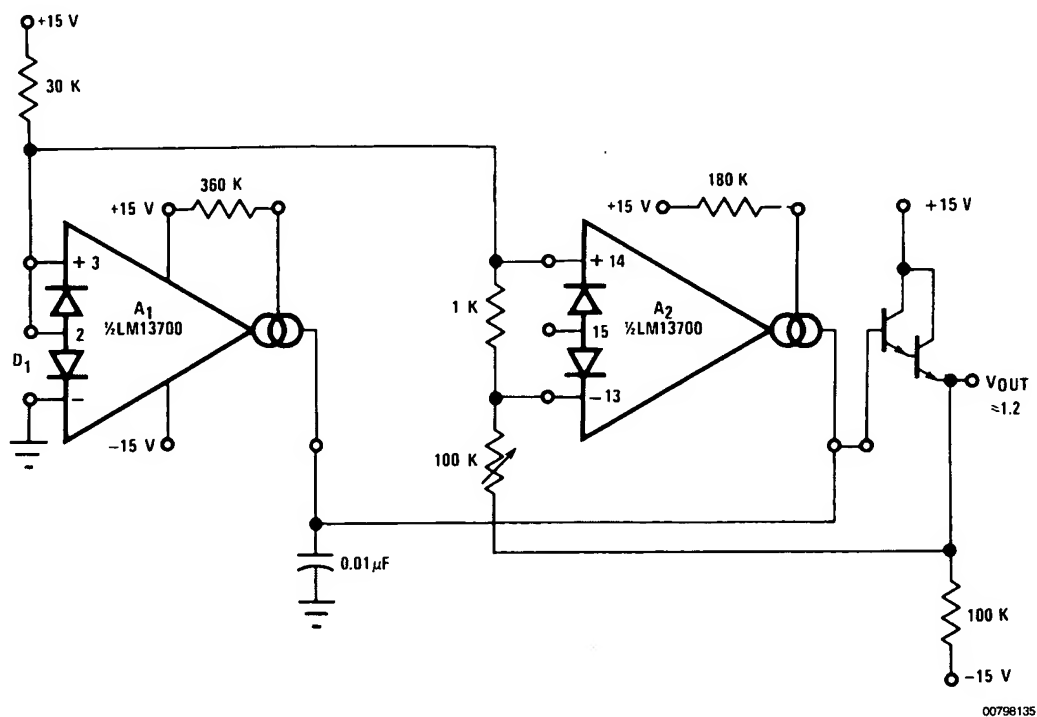 +15 V
30 K
360 K
+15 V
180 K
+15 V
+15 V
+ 3
A1
½LM13700
2
D1
−
−15 V
1 K
+ 14
A2
½LM13700
15
− 13
VOUT
≈1.2
100 K
0.01 µF
100 K
−15 V
00798135